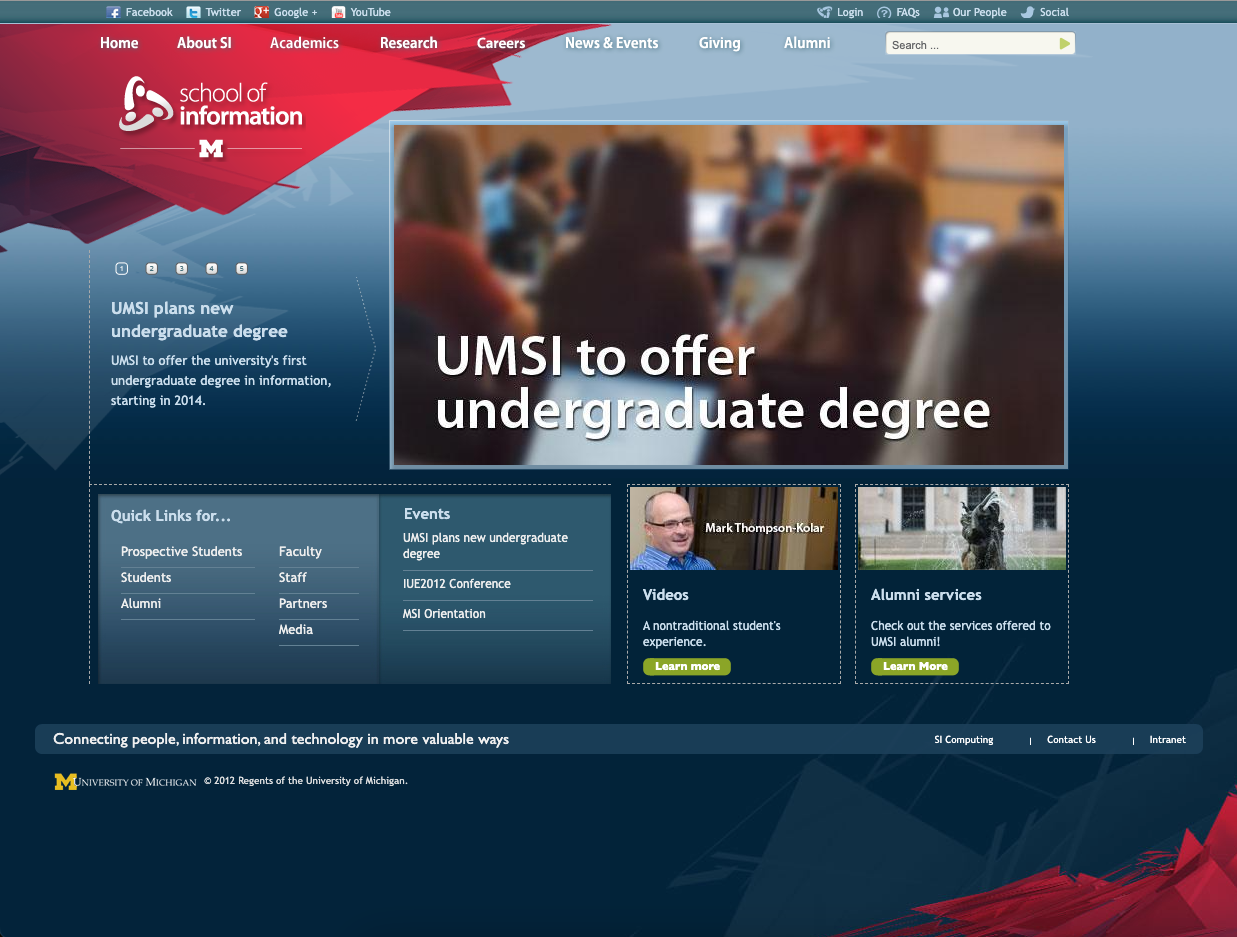 Facebook Twitter Google + YouTube Login FAQs Our People Social
Home About SI Academics Research Careers News & Events Giving Alumni Search ...
school of
information
M
1 2 3 4 5
UMSI plans new
undergraduate degree
UMSI to offer the university's first
undergraduate degree in information,
starting in 2014.
UMSI to offer
undergraduate degree
Quick Links for...
Prospective Students Faculty
Students Staff
Alumni Partners
Media
Events
UMSI plans new undergraduate
degree
IUE2012 Conference
MSI Orientation
Mark Thompson-Kolar
Videos
A nontraditional student's
experience.
Learn more
Alumni services
Check out the services offered to
UMSI alumni!
Learn More
Connecting people, information, and technology in more valuable ways SI Computing | Contact Us | Intranet
M UNIVERSITY OF MICHIGAN © 2012 Regents of the University of Michigan.